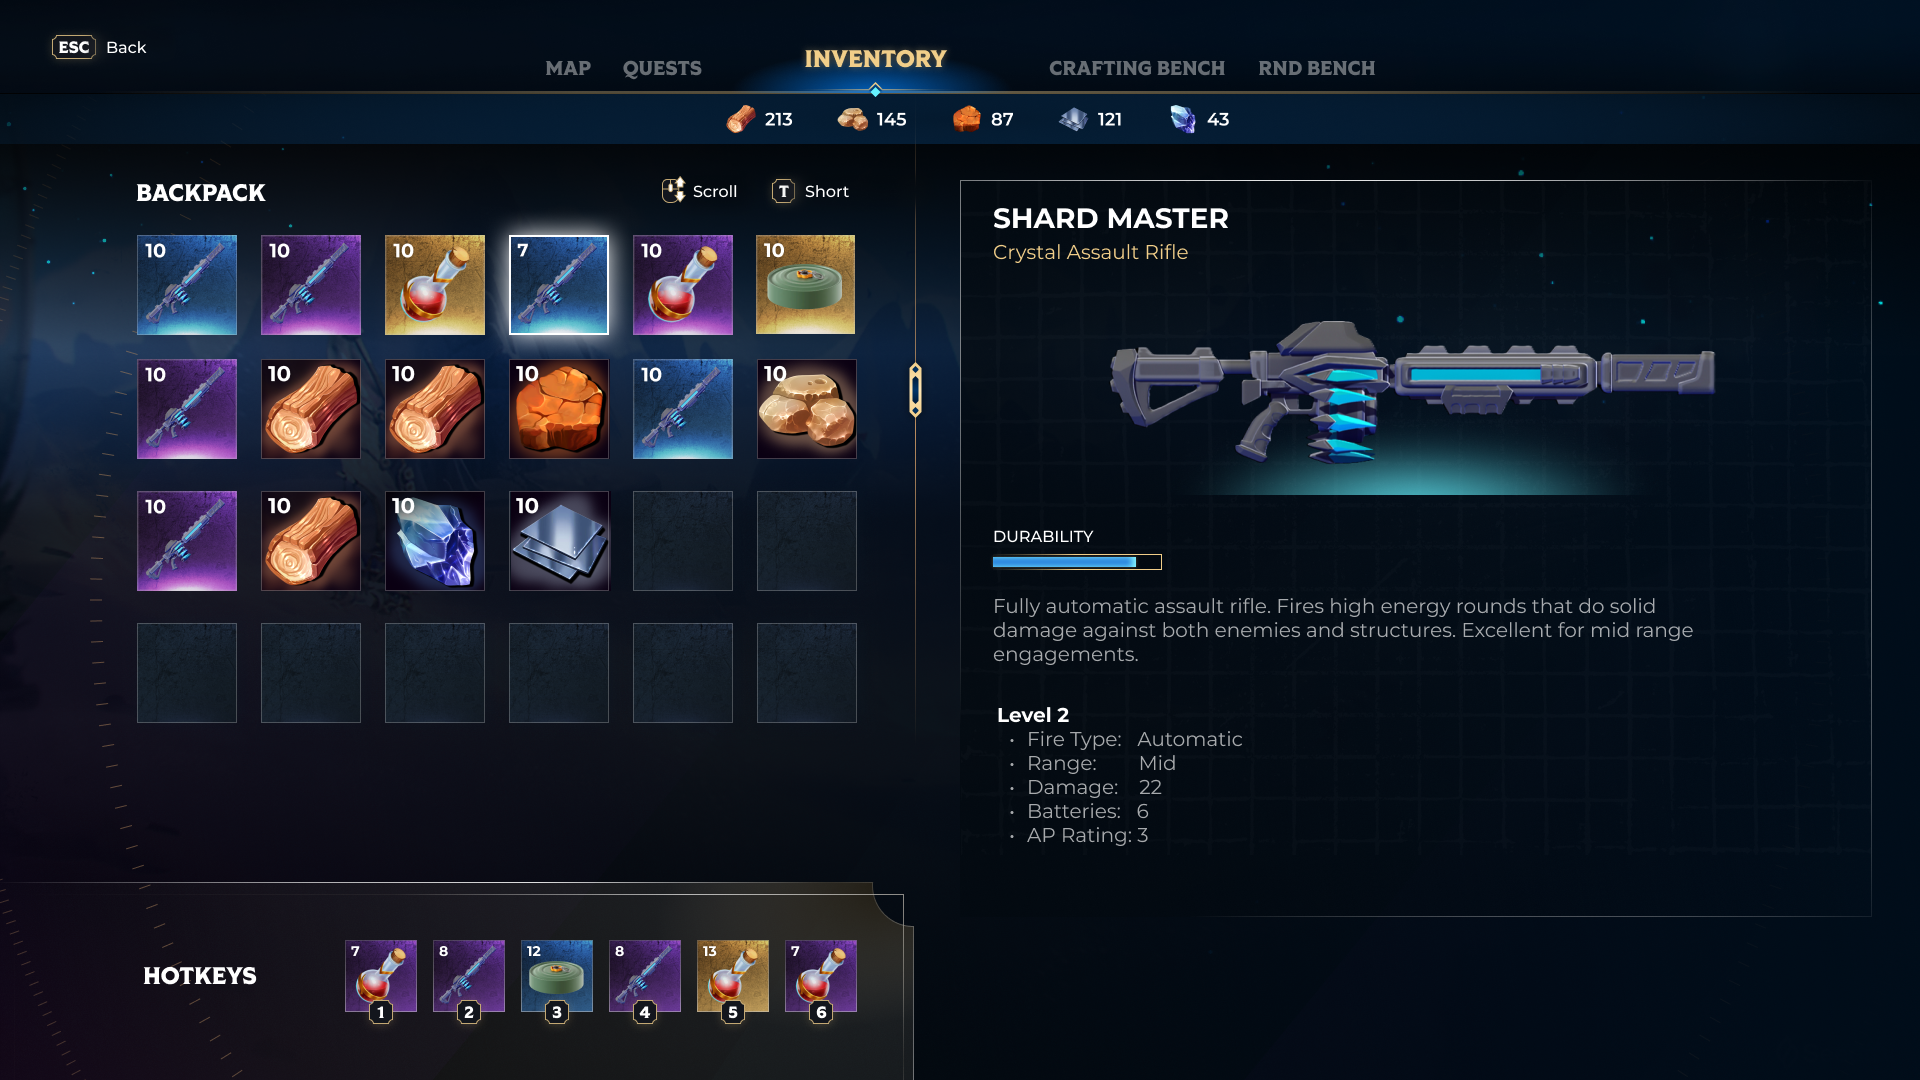 ESC Back
MAP QUESTS INVENTORY CRAFTING BENCH RND BENCH
213 145 87 121 43
BACKPACK
Scroll T Short
10 10 10 7 10 10
10 10 10 10 10 10
10 10 10 10
HOTKEYS
7 8 12 8 13 7
1 2 3 4 5 6
SHARD MASTER
Crystal Assault Rifle
DURABILITY
Fully automatic assault rifle. Fires high energy rounds that do solid
damage against both enemies and structures. Excellent for mid range
engagements.
Level 2
• Fire Type: Automatic
• Range: Mid
• Damage: 22
• Batteries: 6
• AP Rating: 3